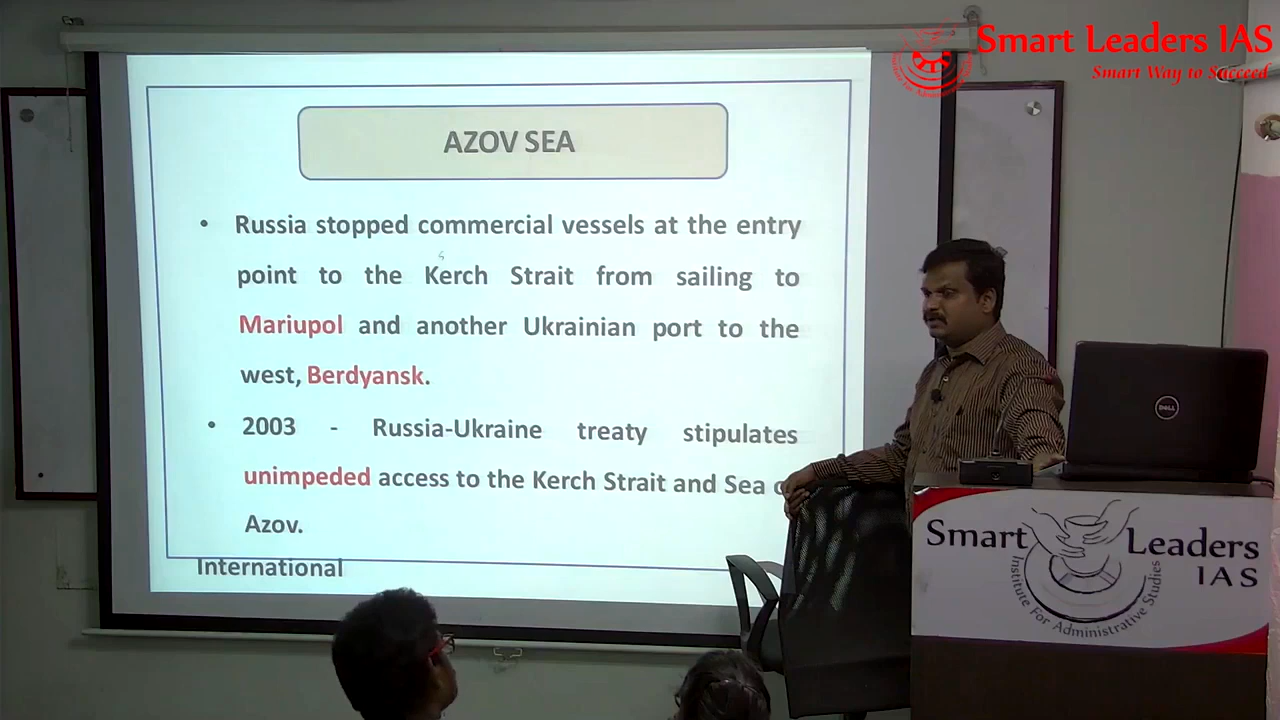 Smart Leaders IAS
Smart Way to Succeed
AZOV SEA
• Russia stopped commercial vessels at the entry
point to the Kerch Strait from sailing to
Mariupol and another Ukrainian port to the
west, Berdyansk.
• 2003 - Russia-Ukraine treaty stipulates
unimpeded access to the Kerch Strait and Sea
Azov.
International
DELL
Smart Leaders
IAS
Institute For Administrative Studies